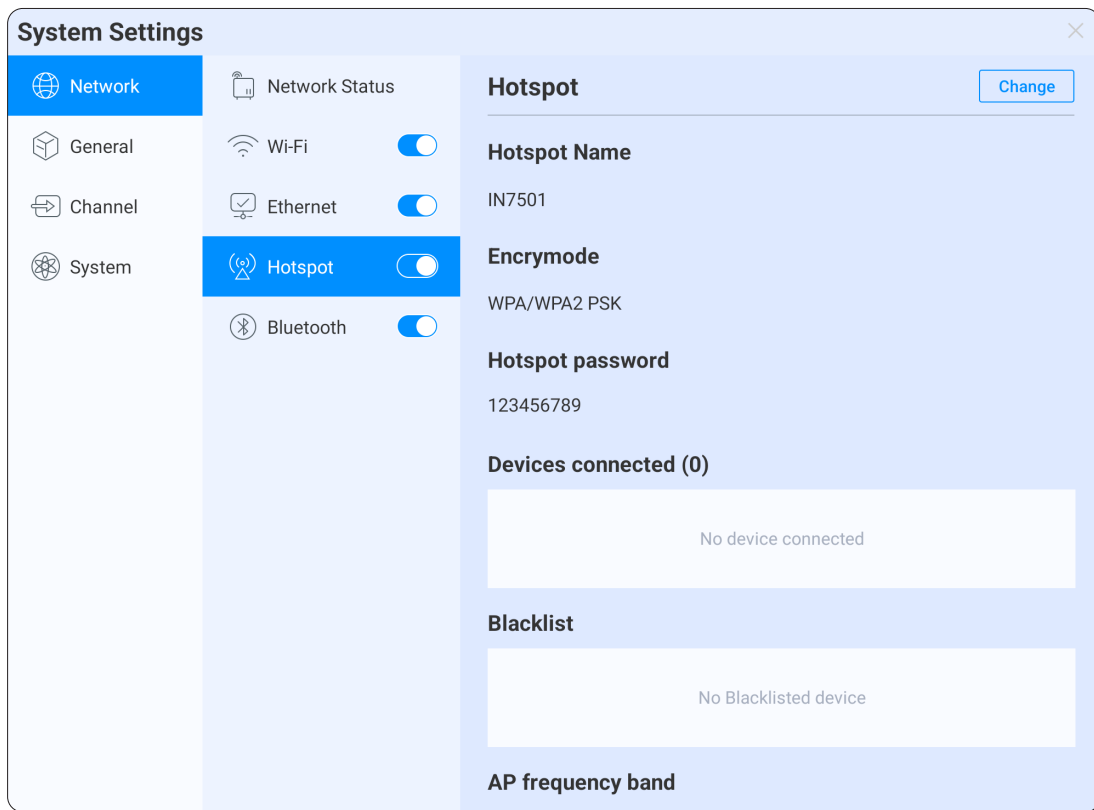 System Settings
Network
General
Channel
System
Network Status
Wi-Fi
Ethernet
Hotspot
Bluetooth
Hotspot
Change
Hotspot Name
IN7501
Encrymode
WPA/WPA2 PSK
Hotspot password
123456789
Devices connected (0)
No device connected
Blacklist
No Blacklisted device
AP frequency band